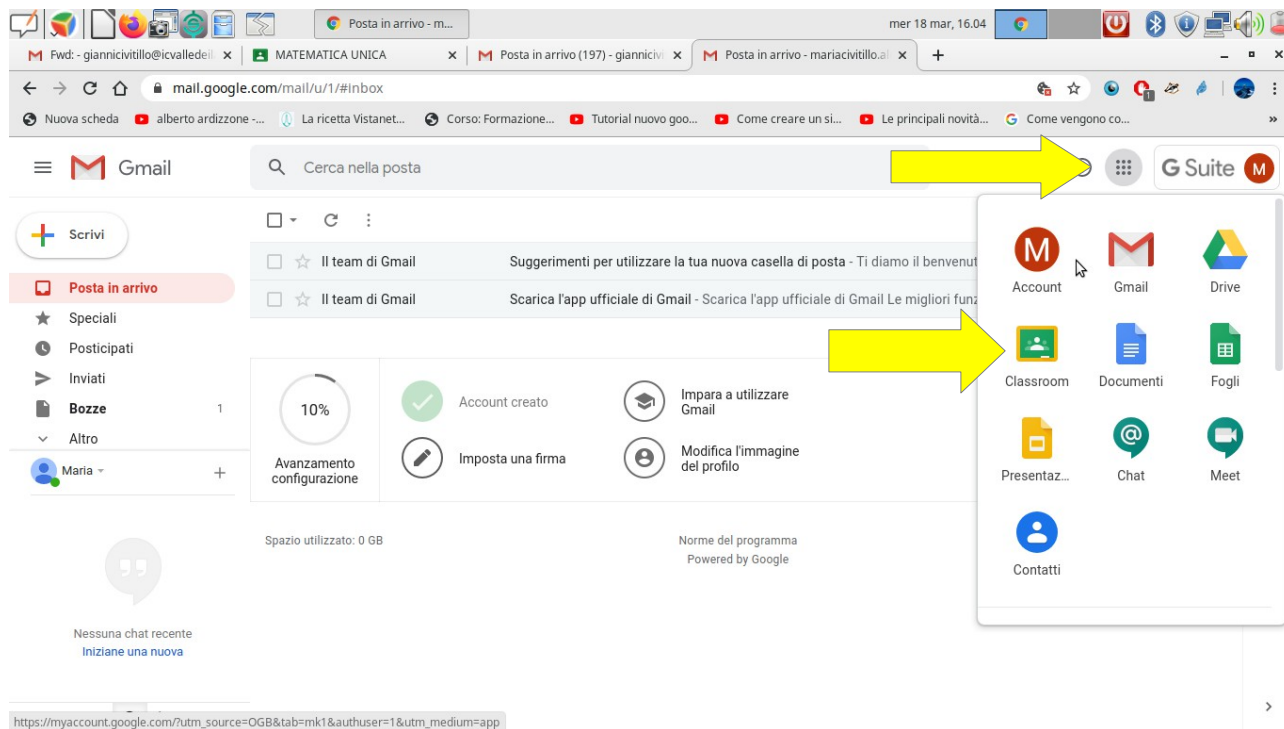 Posta in arrivo - m...
mer 18 mar, 16.04
Fwd: - giannicivitillo@icvalledeil
MATEMATICA UNICA
Posta in arrivo (197) - giannicivi
Posta in arrivo - mariacivitillo.al
mail.google.com/mail/u/1/#inbox
Nuova scheda
alberto ardizzone -...
La ricetta Vistanet...
Corso: Formazione...
Tutorial nuovo goo...
Come creare un si...
Le principali novità...
Come vengono co...
Gmail
Cerca nella posta
G Suite
M
Scrivi
Posta in arrivo
Speciali
Posticipati
Inviati
Bozze 1
Altro
Maria
Il team di Gmail Suggerimenti per utilizzare la tua nuova casella di posta - Ti diamo il benvenut
Il team di Gmail Scarica l'app ufficiale di Gmail - Scarica l'app ufficiale di Gmail Le migliori funz
10%
Avanzamento
configurazione
Account creato
Imposta una firma
Impara a utilizzare
Gmail
Modifica l'immagine
del profilo
Spazio utilizzato: 0 GB
Norme del programma
Powered by Google
M
Account
Gmail
Drive
Classroom
Documenti
Fogli
Presentaz...
Chat
Meet
Contatti
Nessuna chat recente
Iniziane una nuova
https://myaccount.google.com/?utm_source=OGB&tab=mk1&authuser=1&utm_medium=app